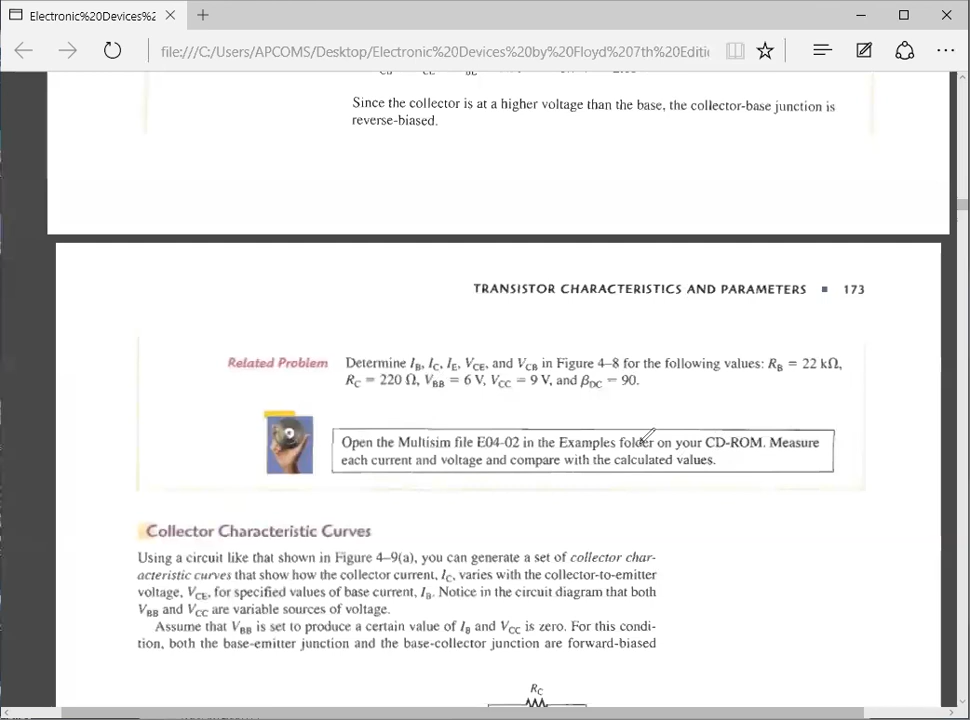 Electronic%20Devices%2
file:///C:/Users/APCOMS/Desktop/Electronic%20Devices%20by%20Floyd%207th%20Editi
Since the collector is at a higher voltage than the base, the collector-base junction is
reverse-biased.
TRANSISTOR CHARACTERISTICS AND PARAMETERS ■ 173
Related Problem Determine IB, IC, IE, VCE, and VCB in Figure 4–8 for the following values: RB = 22 kΩ,
RC = 220 Ω, VBB = 6 V, VCC = 9 V, and βDC = 90.
Open the Multisim file E04-02 in the Examples folder on your CD-ROM. Measure
each current and voltage and compare with the calculated values.
Collector Characteristic Curves
Using a circuit like that shown in Figure 4–9(a), you can generate a set of collector char-
acteristic curves that show how the collector current, IC, varies with the collector-to-emitter
voltage, VCE, for specified values of base current, IB. Notice in the circuit diagram that both
VBB and VCC are variable sources of voltage.
Assume that VBB is set to produce a certain value of IB and VCC is zero. For this condi-
tion, both the base-emitter junction and the base-collector junction are forward-biased
RC